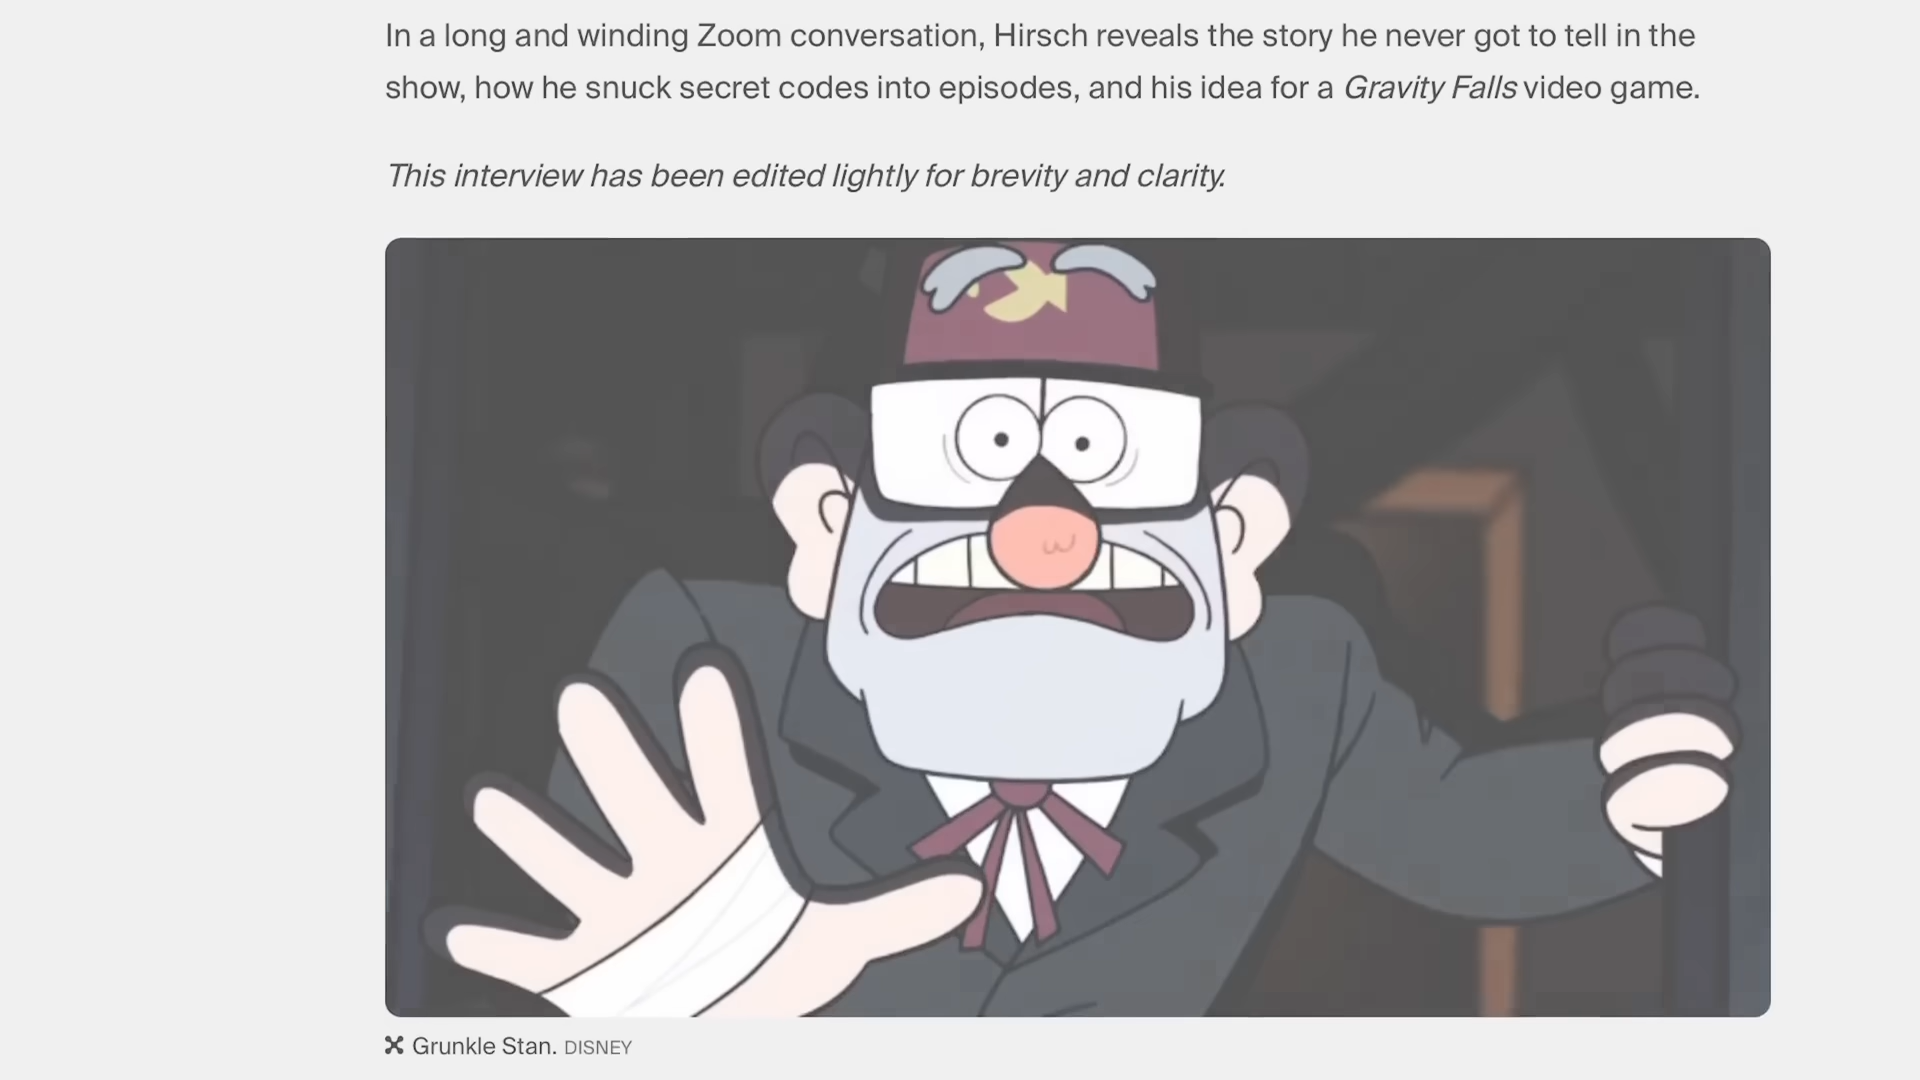 In a long and winding Zoom conversation, Hirsch reveals the story he never got to tell in the
show, how he snuck secret codes into episodes, and his idea for a Gravity Falls video game.
This interview has been edited lightly for brevity and clarity.
Grunkle Stan. DISNEY